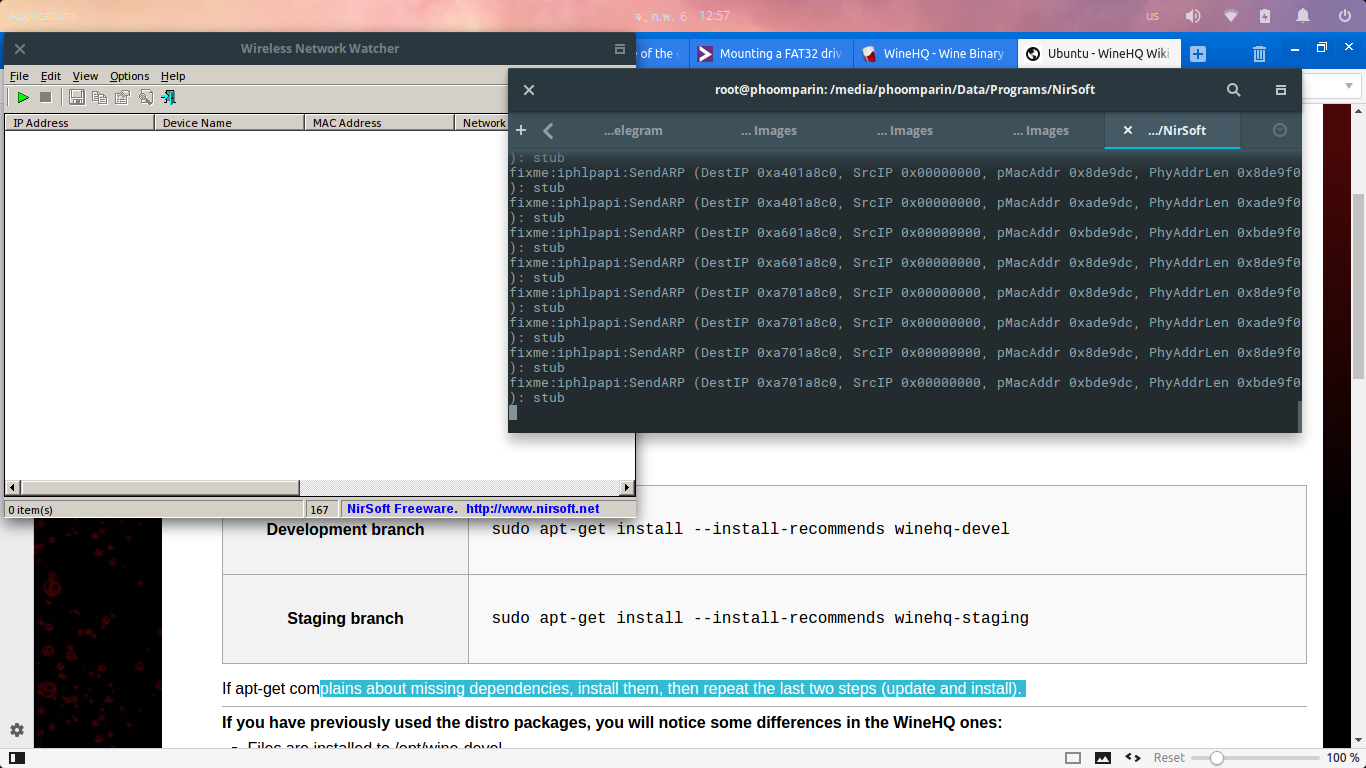 Applications
จ., ก.พ. 6 12:57
us
Wireless Network Watcher
File Edit View Options Help
IP Address Device Name MAC Address Network
0 item(s) 167 NirSoft Freeware. http://www.nirsoft.net
e of the Mounting a FAT32 driv WineHQ - Wine Binary Ubuntu - WineHQ Wiki
root@phoomparin: /media/phoomparin/Data/Programs/NirSoft
...elegram ... Images ... Images ... Images .../NirSoft
): stub
fixme:iphlpapi:SendARP (DestIP 0xa401a8c0, SrcIP 0x00000000, pMacAddr 0x8de9dc, PhyAddrLen 0x8de9f0
): stub
fixme:iphlpapi:SendARP (DestIP 0xa401a8c0, SrcIP 0x00000000, pMacAddr 0xade9dc, PhyAddrLen 0xade9f0
): stub
fixme:iphlpapi:SendARP (DestIP 0xa601a8c0, SrcIP 0x00000000, pMacAddr 0xbde9dc, PhyAddrLen 0xbde9f0
): stub
fixme:iphlpapi:SendARP (DestIP 0xa601a8c0, SrcIP 0x00000000, pMacAddr 0x8de9dc, PhyAddrLen 0x8de9f0
): stub
fixme:iphlpapi:SendARP (DestIP 0xa701a8c0, SrcIP 0x00000000, pMacAddr 0x8de9dc, PhyAddrLen 0x8de9f0
): stub
fixme:iphlpapi:SendARP (DestIP 0xa701a8c0, SrcIP 0x00000000, pMacAddr 0xade9dc, PhyAddrLen 0xade9f0
): stub
fixme:iphlpapi:SendARP (DestIP 0xa701a8c0, SrcIP 0x00000000, pMacAddr 0x8de9dc, PhyAddrLen 0x8de9f0
): stub
fixme:iphlpapi:SendARP (DestIP 0xa701a8c0, SrcIP 0x00000000, pMacAddr 0xbde9dc, PhyAddrLen 0xbde9f0
): stub
Development branch sudo apt-get install --install-recommends winehq-devel
Staging branch sudo apt-get install --install-recommends winehq-staging
If apt-get complains about missing dependencies, install them, then repeat the last two steps (update and install).
If you have previously used the distro packages, you will notice some differences in the WineHQ ones:
Files are installed to /opt/wine-devel
Reset 100 %